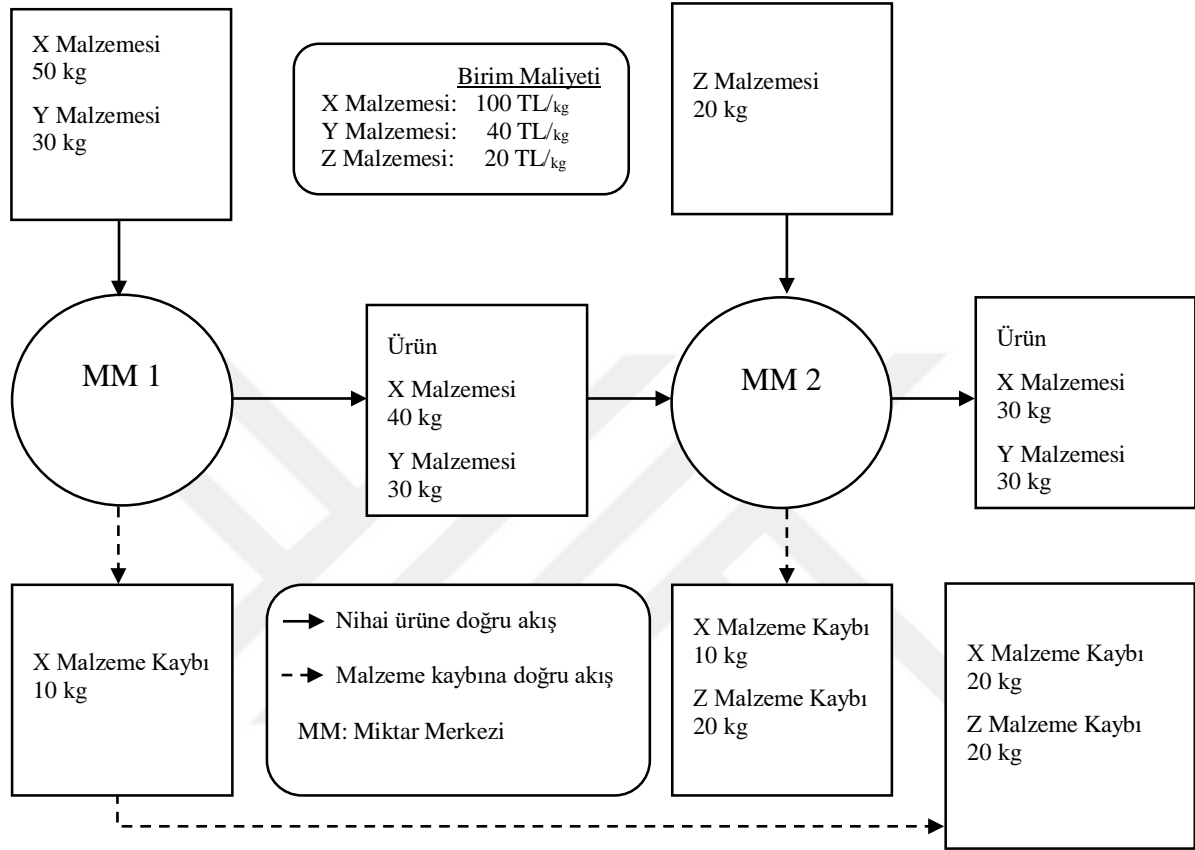 X Malzemesi
50 kg
Y Malzemesi
30 kg
Birim Maliyeti
X Malzemesi: 100 TL/kg
Y Malzemesi: 40 TL/kg
Z Malzemesi: 20 TL/kg
Z Malzemesi
20 kg
MM 1
Ürün
X Malzemesi
40 kg
Y Malzemesi
30 kg
MM 2
Ürün
X Malzemesi
30 kg
Y Malzemesi
30 kg
X Malzeme Kaybı
10 kg
Nihai ürüne doğru akış
Malzeme kaybına doğru akış
MM: Miktar Merkezi
X Malzeme Kaybı
10 kg
Z Malzeme Kaybı
20 kg
X Malzeme Kaybı
20 kg
Z Malzeme Kaybı
20 kg